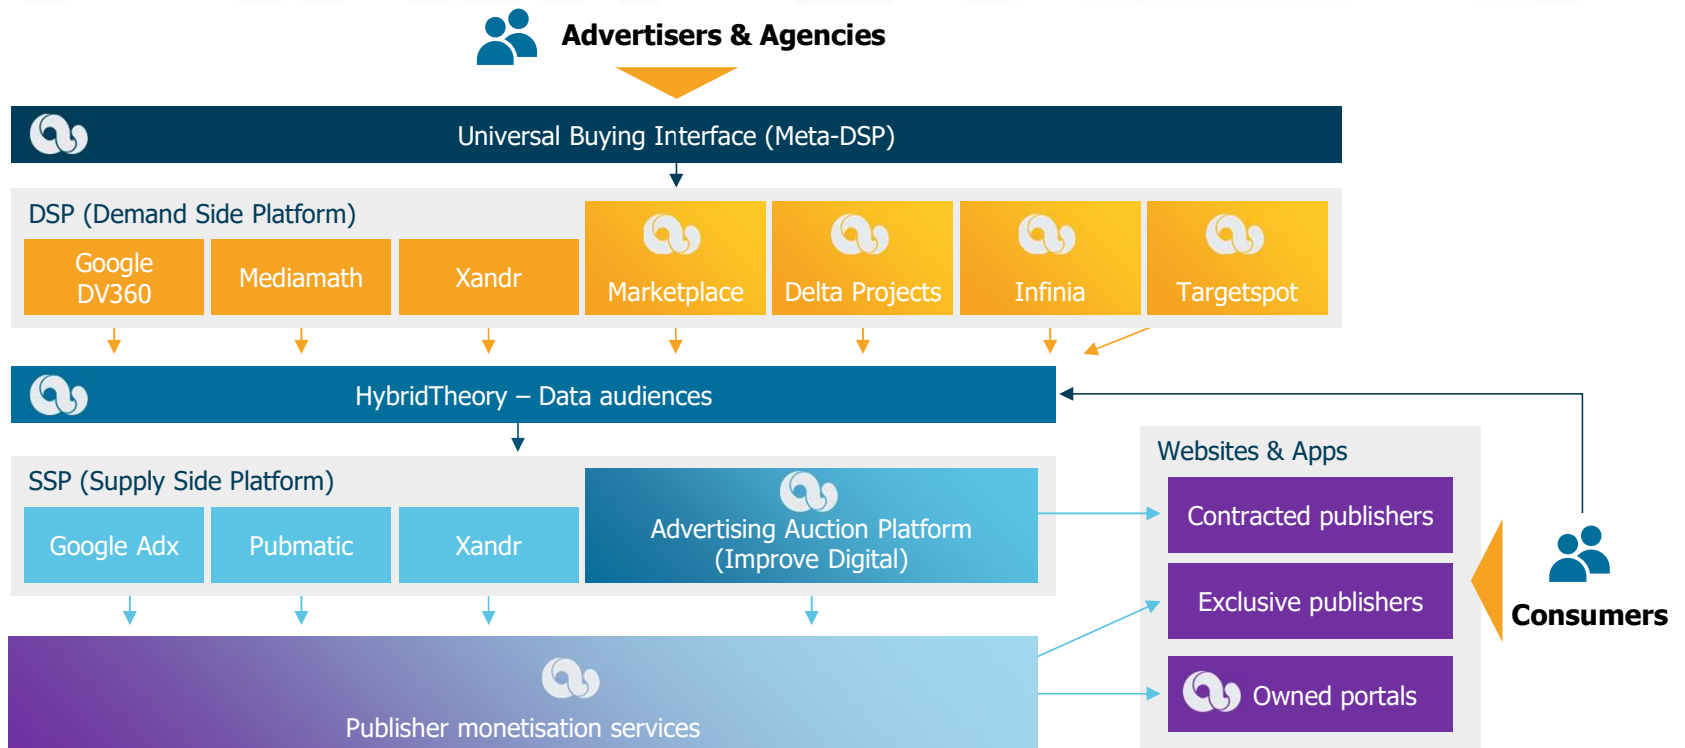 Advertisers & Agencies
Universal Buying Interface (Meta-DSP)
DSP (Demand Side Platform)
Google
DV360
Mediamath
Xandr
Marketplace
Delta Projects
Infinia
Targetspot
HybridTheory – Data audiences
SSP (Supply Side Platform)
Google Adx
Pubmatic
Xandr
Advertising Auction Platform
(Improve Digital)
Publisher monetisation services
Websites & Apps
Contracted publishers
Exclusive publishers
Owned portals
Consumers